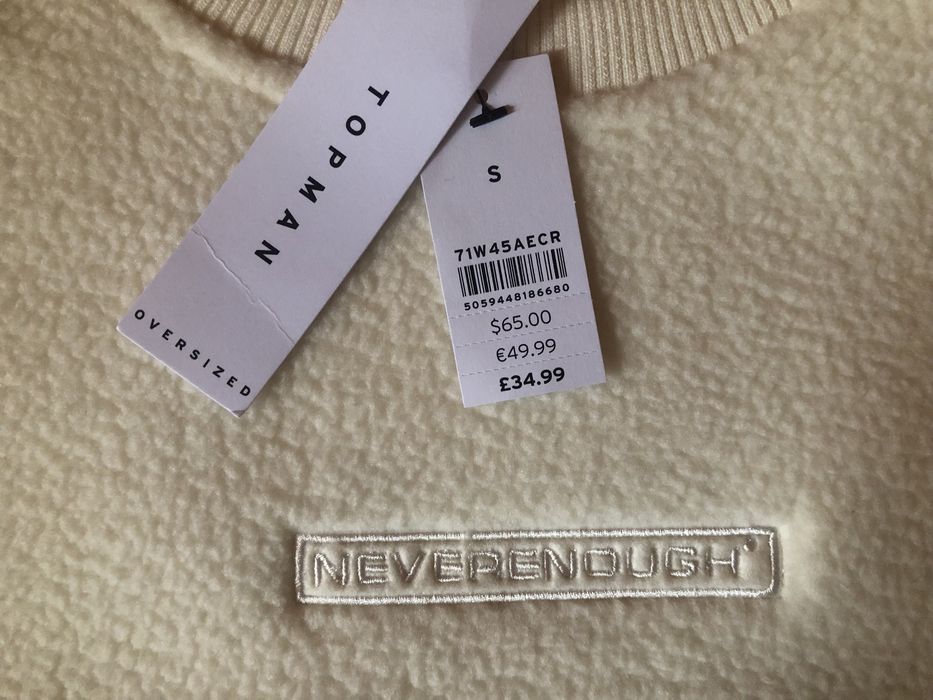 TOPMAN
OVERSIZED
S
71W45AECR
5059448186680
$65.00
€49.99
£34.99
NEVERENOUGH®